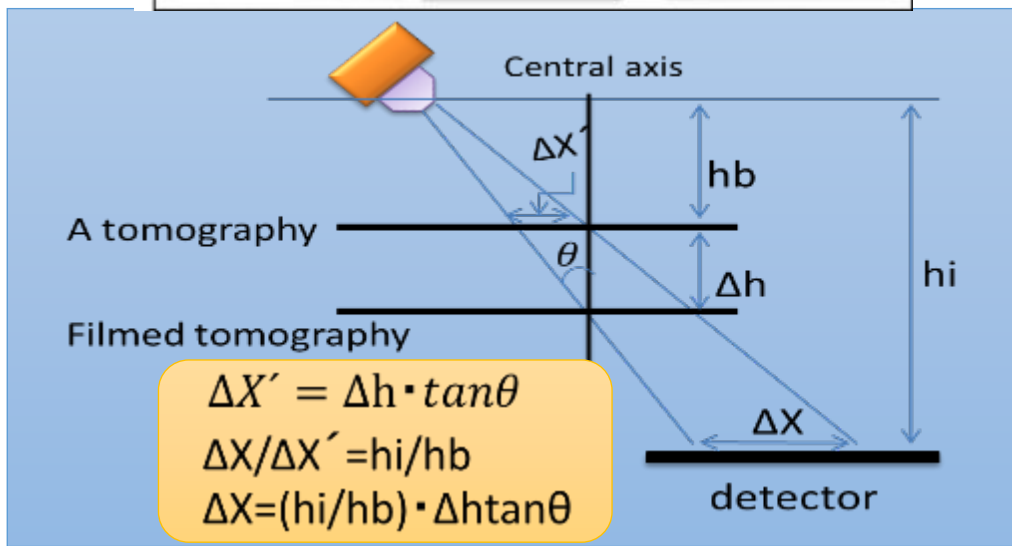 Central axis
ΔX´
hb
A tomography
θ
Δh
hi
Filmed tomography
ΔX´ = Δh・tanθ
ΔX/ΔX´=hi/hb
ΔX=(hi/hb)・Δhtanθ
ΔX
detector